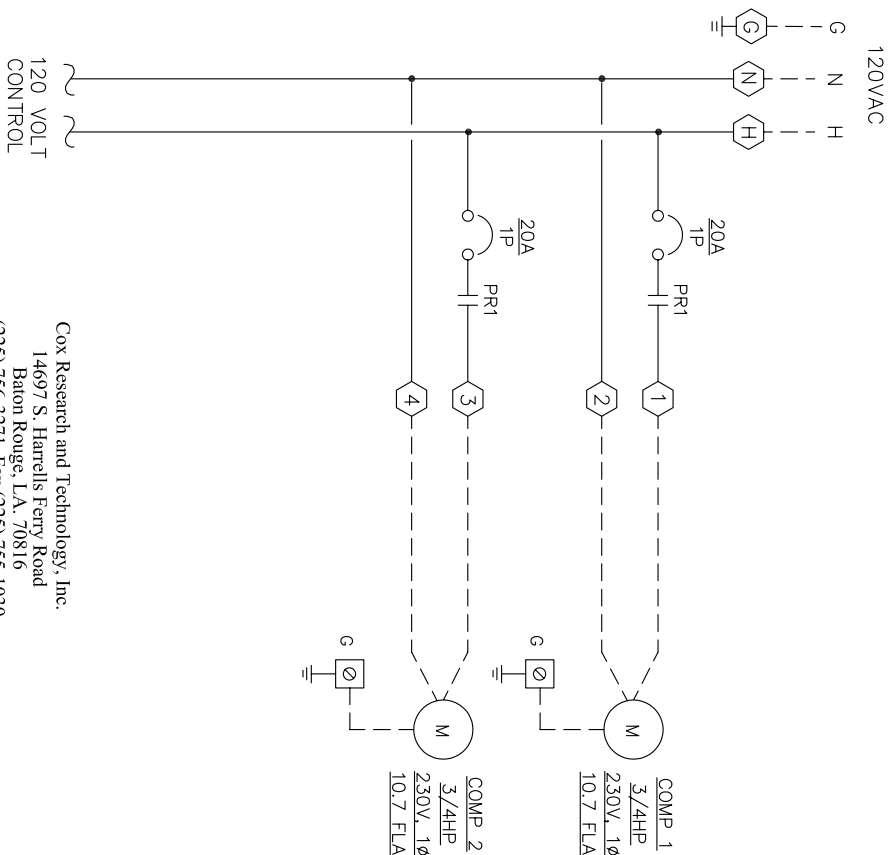 120VAC
G
N
H
G
N
H
20A
1P
PR1
1
2
G
M
COMP 1
3/4HP
230V, 1ø
10.7 FLA
20A
1P
PR1
3
4
G
M
COMP 2
3/4HP
230V, 1ø
10.7 FLA
120 VOLT
CONTROL
Cox Research and Technology, Inc.
14697 S. Harrells Ferry Road
Baton Rouge, LA. 70816